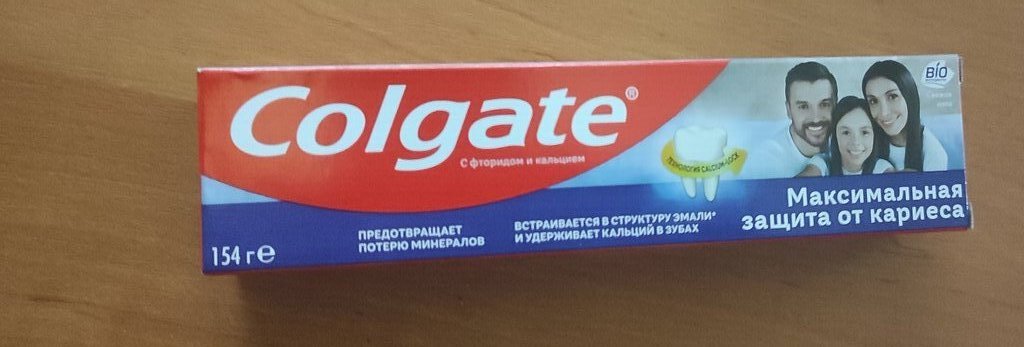 Colgate®
С фторидом и кальцием
BIO
ТЕХНОЛОГИЯ CALCIUM-LOCK
154 г℮
ПРЕДОТВРАЩАЕТ
ПОТЕРЮ МИНЕРАЛОВ
ВСТРАИВАЕТСЯ В СТРУКТУРУ ЭМАЛИ*
И УДЕРЖИВАЕТ КАЛЬЦИЙ В ЗУБАХ
Максимальная
защита от кариеса